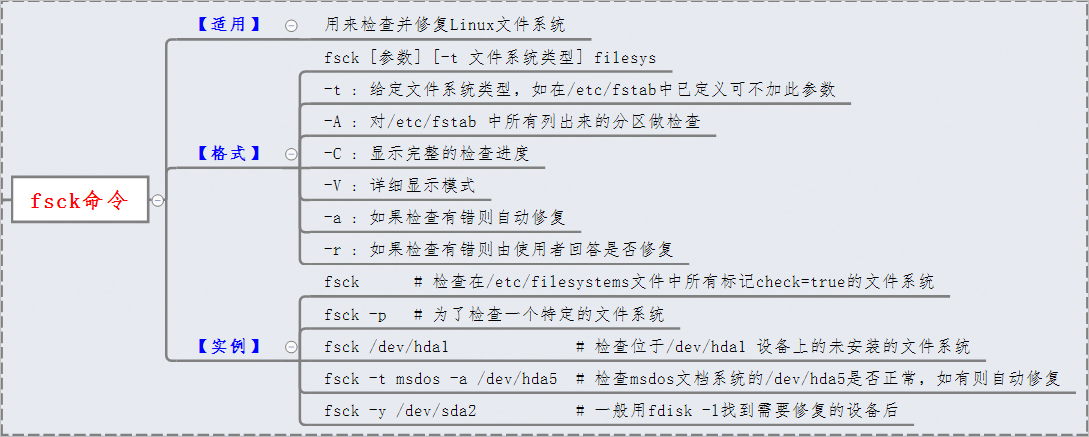 fsck命令
【适用】
用来检查并修复Linux文件系统
【格式】
fsck [参数] [-t 文件系统类型] filesys
-t : 给定文件系统类型，如在/etc/fstab中已定义可不加此参数
-A : 对/etc/fstab 中所有列出来的分区做检查
-C : 显示完整的检查进度
-V : 详细显示模式
-a : 如果检查有错则自动修复
-r : 如果检查有错则由使用者回答是否修复
【实例】
fsck # 检查在/etc/filesystems文件中所有标记check=true的文件系统
fsck -p # 为了检查一个特定的文件系统
fsck /dev/hda1 # 检查位于/dev/hda1 设备上的未安装的文件系统
fsck -t msdos -a /dev/hda5 # 检查msdos文档系统的/dev/hda5是否正常，如有则自动修复
fsck -y /dev/sda2 # 一般用fdisk -l找到需要修复的设备后